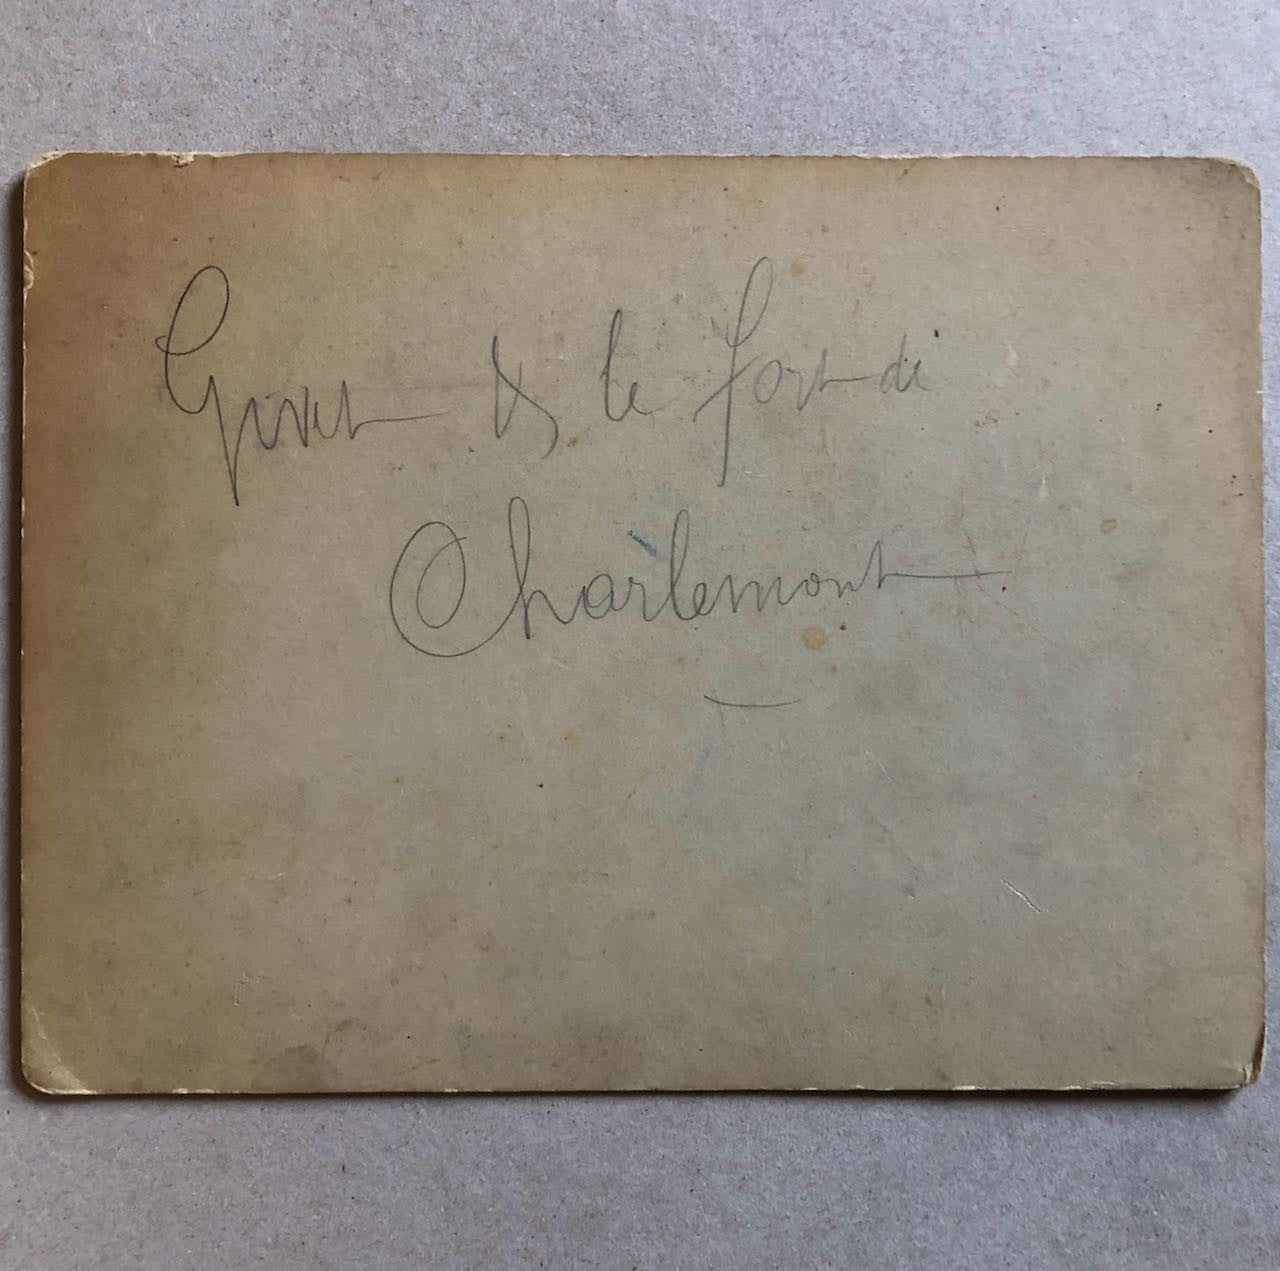 Givet & le fort de
Charlemont